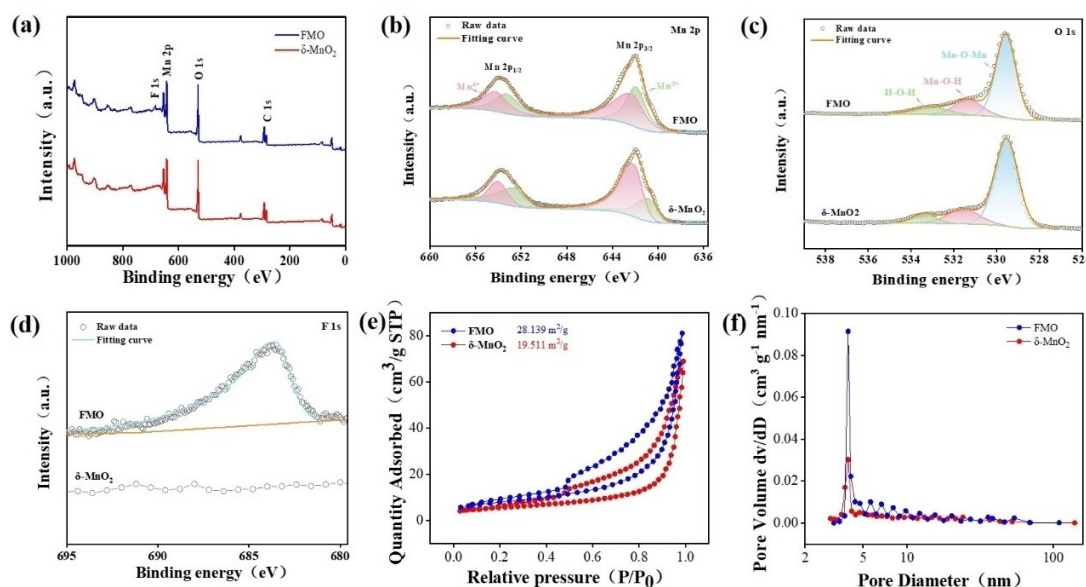 (a)
FMO
δ-MnO2
F 1s
Mn 2p
O 1s
C 1s
Intensity (a.u.)
1000 800 600 400 200 0
Binding energy (eV)
(b)
Raw data
Fitting curve
Mn 2p
Mn 2p3/2
Mn 2p1/2
Mn4+
Mn3+
FMO
δ-MnO2
Intensity (a.u.)
660 656 652 648 644 640 636
Binding energy (eV)
(c)
Raw data
Fitting curve
O 1s
Mn-O-Mn
Mn-O-H
H-O-H
FMO
δ-MnO2
Intensity (a.u.)
538 536 534 532 530 528 52
Binding energy (eV)
(d)
Raw data
Fitting curve
F 1s
FMO
δ-MnO2
Intensity (a.u.)
695 690 685 680
Binding energy (eV)
(e)
FMO 28.139 m2/g
δ-MnO2 19.511 m2/g
Quantity Adsorbed (cm3/g STP)
80
60
40
20
0
0.0 0.2 0.4 0.6 0.8 1.0
Relative pressure (P/P0)
(f)
FMO
δ-MnO2
Pore Volume dv/dD (cm3 g-1 nm-1)
0.10
0.08
0.06
0.04
0.02
0.00
2 5 10 100
Pore Diameter (nm)